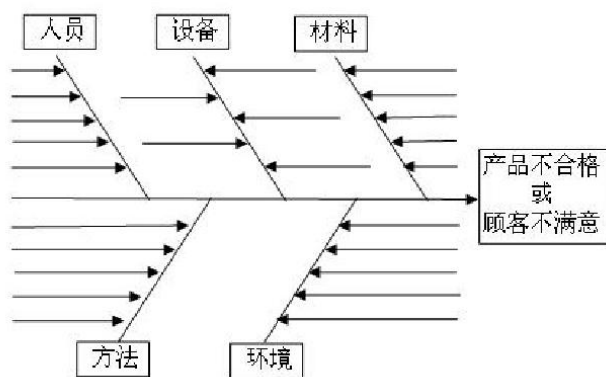 人员
设备
材料
产品不合格
或
顾客不满意
方法
环境